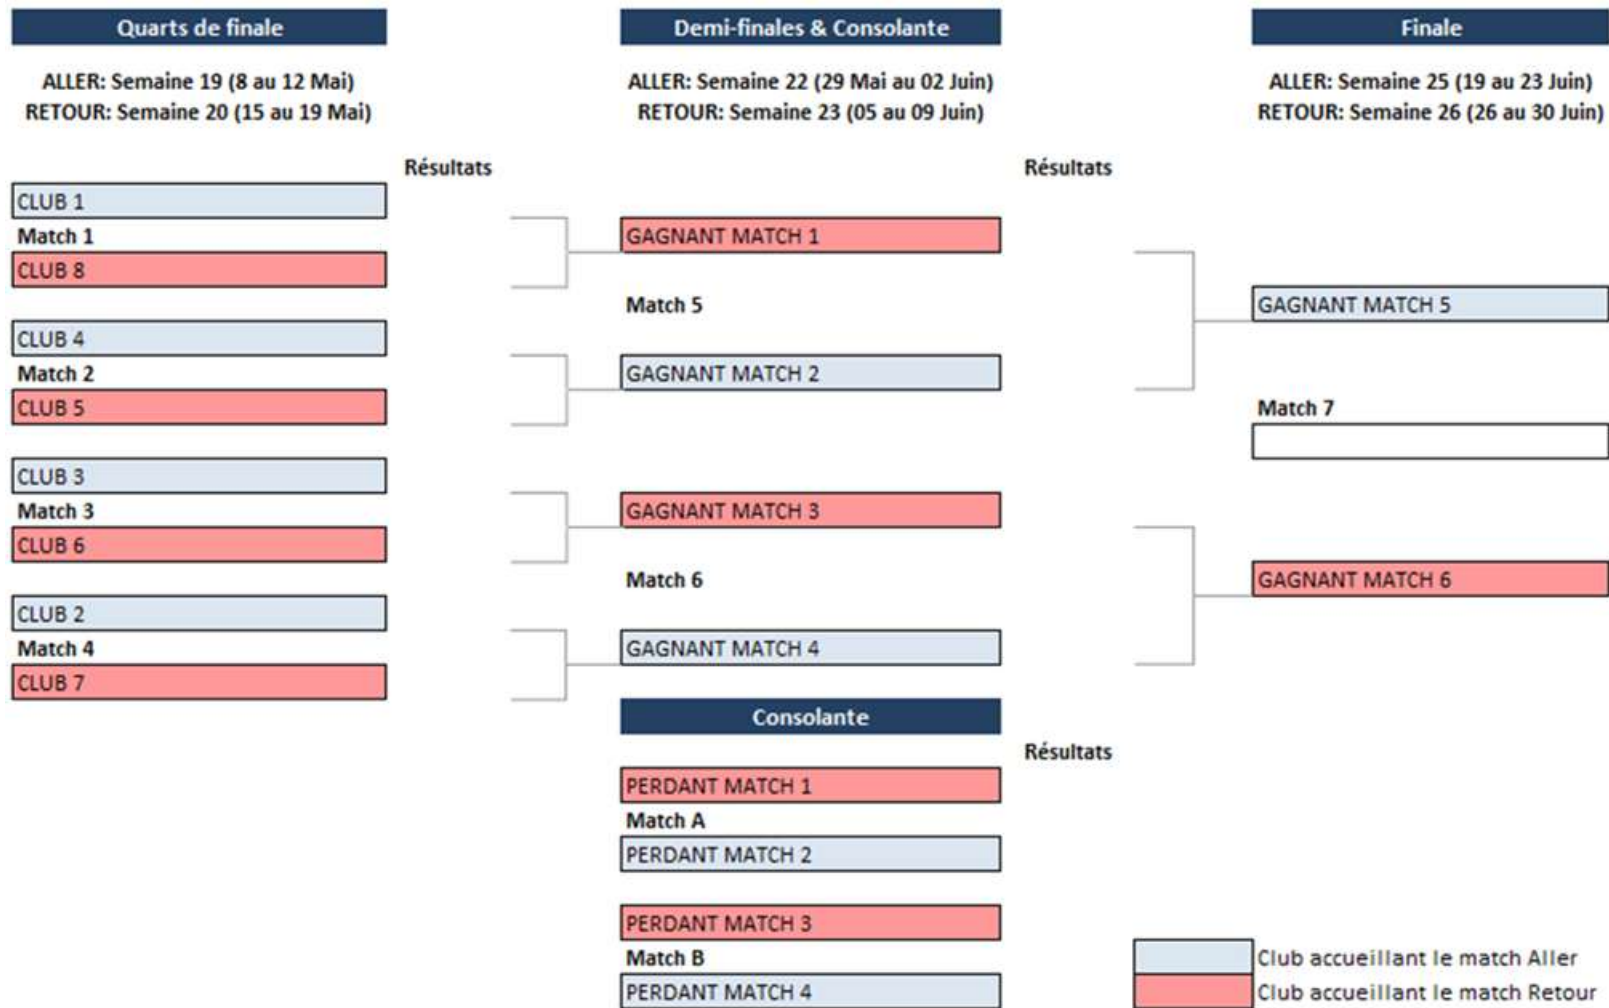 Quarts de finale
ALLER: Semaine 19 (8 au 12 Mai)
RETOUR: Semaine 20 (15 au 19 Mai)
Résultats
CLUB 1
Match 1
CLUB 8
CLUB 4
Match 2
CLUB 5
CLUB 3
Match 3
CLUB 6
CLUB 2
Match 4
CLUB 7
Demi-finales & Consolante
ALLER: Semaine 22 (29 Mai au 02 Juin)
RETOUR: Semaine 23 (05 au 09 Juin)
Résultats
GAGNANT MATCH 1
Match 5
GAGNANT MATCH 2
GAGNANT MATCH 3
Match 6
GAGNANT MATCH 4
Consolante
Résultats
PERDANT MATCH 1
Match A
PERDANT MATCH 2
PERDANT MATCH 3
Match B
PERDANT MATCH 4
Finale
ALLER: Semaine 25 (19 au 23 Juin)
RETOUR: Semaine 26 (26 au 30 Juin)
GAGNANT MATCH 5
Match 7
GAGNANT MATCH 6
Club accueillant le match Aller
Club accueillant le match Retour